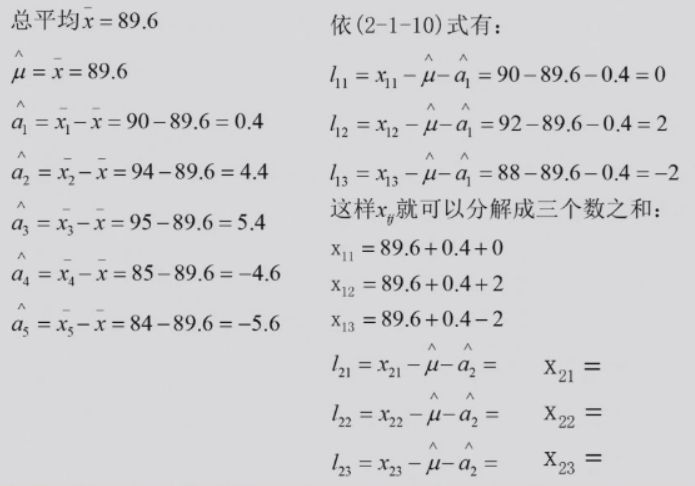 总平均x̄ = 89.6
μ̂ = x̄ = 89.6
â₁ = x̄₁ − x̄ = 90 − 89.6 = 0.4
â₂ = x̄₂ − x̄ = 94 − 89.6 = 4.4
â₃ = x̄₃ − x̄ = 95 − 89.6 = 5.4
â₄ = x̄₄ − x̄ = 85 − 89.6 = −4.6
â₅ = x̄₅ − x̄ = 84 − 89.6 = −5.6
依(2-1-10)式有：
l₁₁ = x₁₁ − μ̂ − â₁ = 90 − 89.6 − 0.4 = 0
l₁₂ = x₁₂ − μ̂ − â₁ = 92 − 89.6 − 0.4 = 2
l₁₃ = x₁₃ − μ̂ − â₁ = 88 − 89.6 − 0.4 = −2
这样xᵢⱼ就可以分解成三个数之和：
x₁₁ = 89.6 + 0.4 + 0
x₁₂ = 89.6 + 0.4 + 2
x₁₃ = 89.6 + 0.4 − 2
l₂₁ = x₂₁ − μ̂ − â₂ = x₂₁ =
l₂₂ = x₂₂ − μ̂ − â₂ = x₂₂ =
l₂₃ = x₂₃ − μ̂ − â₂ = x₂₃ =